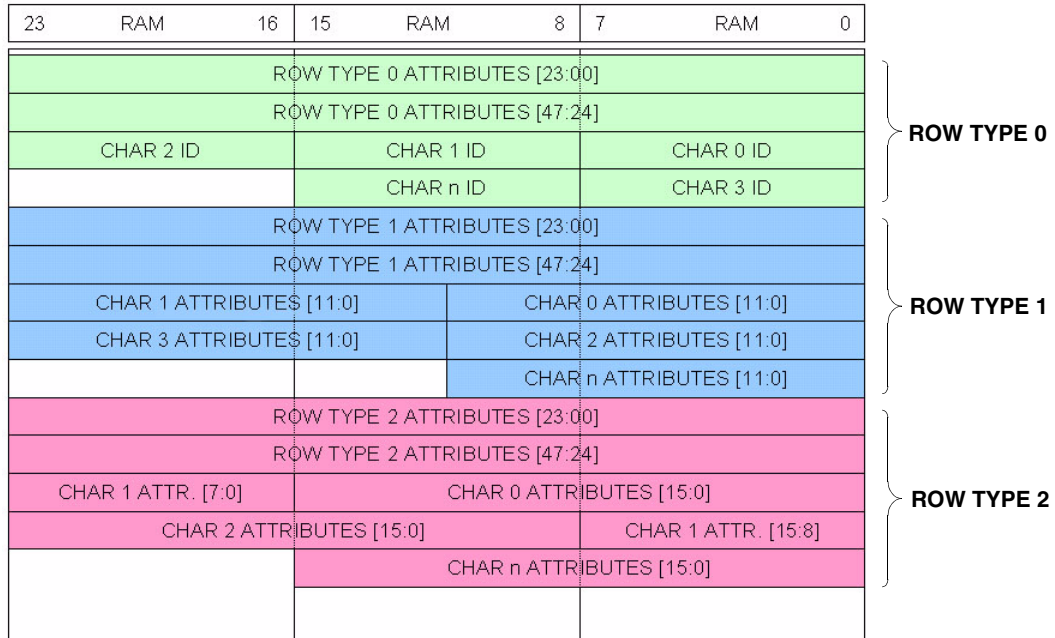 23 RAM 16 15 RAM 8 7 RAM 0
ROW TYPE 0 ATTRIBUTES [23:00]
ROW TYPE 0 ATTRIBUTES [47:24]
CHAR 2 ID CHAR 1 ID CHAR 0 ID
CHAR n ID CHAR 3 ID
ROW TYPE 0
ROW TYPE 1 ATTRIBUTES [23:00]
ROW TYPE 1 ATTRIBUTES [47:24]
CHAR 1 ATTRIBUTES [11:0] CHAR 0 ATTRIBUTES [11:0]
CHAR 3 ATTRIBUTES [11:0] CHAR 2 ATTRIBUTES [11:0]
CHAR n ATTRIBUTES [11:0]
ROW TYPE 1
ROW TYPE 2 ATTRIBUTES [23:00]
ROW TYPE 2 ATTRIBUTES [47:24]
CHAR 1 ATTR. [7:0] CHAR 0 ATTRIBUTES [15:0]
CHAR 2 ATTRIBUTES [15:0] CHAR 1 ATTR. [15:8]
CHAR n ATTRIBUTES [15:0]
ROW TYPE 2